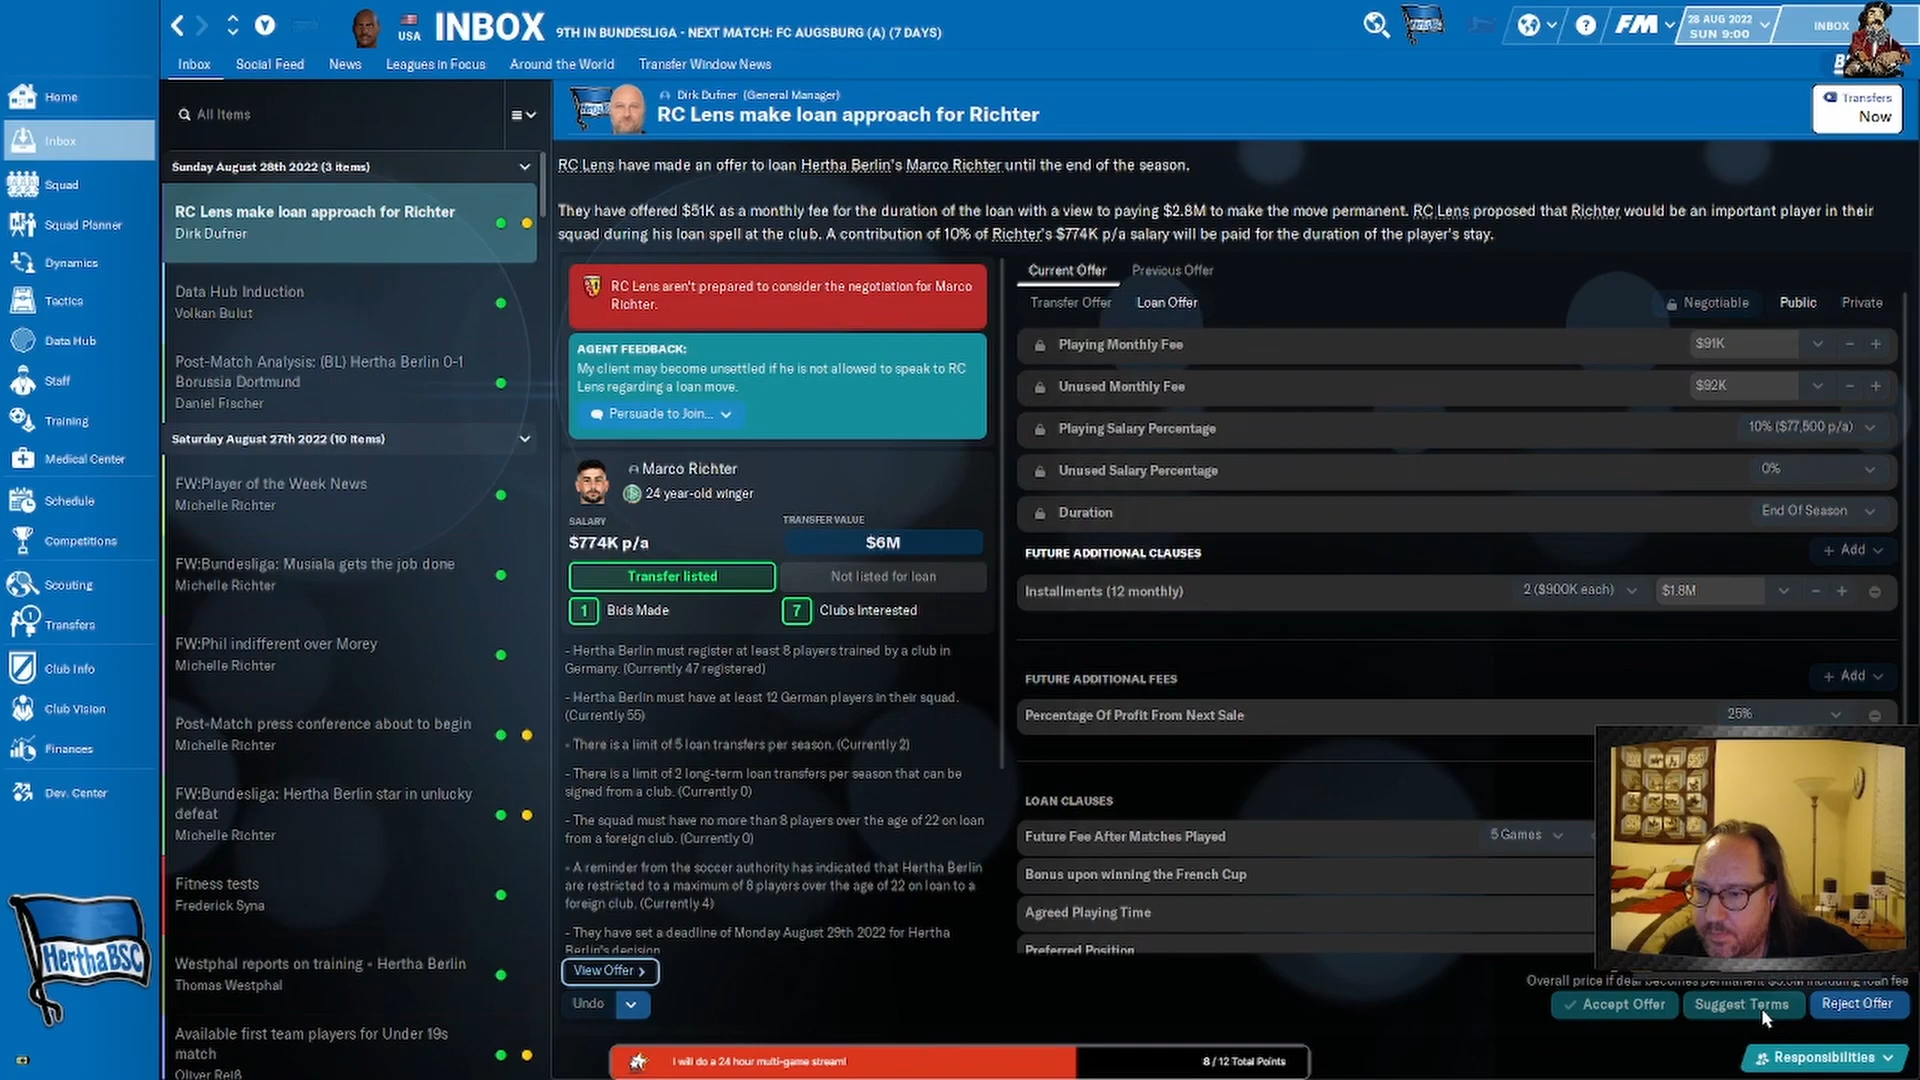 USA
INBOX
9TH IN BUNDESLIGA - NEXT MATCH: FC AUGSBURG (A) (7 DAYS)
FM
28 AUG 2022
SUN 9:00
INBOX
Inbox
Social Feed
News
Leagues in Focus
Around the World
Transfer Window News
Home
Inbox
Squad
Squad Planner
Dynamics
Tactics
Data Hub
Staff
Training
Medical Center
Schedule
Competitions
Scouting
Transfers
Club Info
Club Vision
Finances
Dev. Center
HerthaBSC
All Items
Sunday August 28th 2022 (3 items)
RC Lens make loan approach for Richter
Dirk Dufner
Data Hub Induction
Volkan Bulut
Post-Match Analysis: (BL) Hertha Berlin 0-1
Borussia Dortmund
Daniel Fischer
Saturday August 27th 2022 (10 items)
FW:Player of the Week News
Michelle Richter
FW:Bundesliga: Musiala gets the job done
Michelle Richter
FW:Phil indifferent over Morey
Michelle Richter
Post-Match press conference about to begin
Michelle Richter
FW:Bundesliga: Hertha Berlin star in unlucky
defeat
Michelle Richter
Fitness tests
Frederick Syna
Westphal reports on training - Hertha Berlin
Thomas Westphal
Available first team players for Under 19s
match
Oliver Reiß
Dirk Dufner (General Manager)
RC Lens make loan approach for Richter
Transfers
Now
RC Lens have made an offer to loan Hertha Berlin's Marco Richter until the end of the season.
They have offered $51K as a monthly fee for the duration of the loan with a view to paying $2.8M to make the move permanent. RC Lens proposed that Richter would be an important player in their
squad during his loan spell at the club. A contribution of 10% of Richter's $774K p/a salary will be paid for the duration of the player's stay.
RC Lens aren't prepared to consider the negotiation for Marco
Richter.
AGENT FEEDBACK:
My client may become unsettled if he is not allowed to speak to RC
Lens regarding a loan move.
Persuade to Join...
Marco Richter
24 year-old winger
SALARY
TRANSFER VALUE
$774K p/a
$6M
Transfer listed
Not listed for loan
1 Bids Made
7 Clubs Interested
- Hertha Berlin must register at least 8 players trained by a club in
Germany. (Currently 47 registered)
- Hertha Berlin must have at least 12 German players in their squad.
(Currently 55)
- There is a limit of 5 loan transfers per season. (Currently 2)
- There is a limit of 2 long-term loan transfers per season that can be
signed from a club. (Currently 0)
- The squad must have no more than 8 players over the age of 22 on loan
from a foreign club. (Currently 0)
- A reminder from the soccer authority has indicated that Hertha Berlin
are restricted to a maximum of 8 players over the age of 22 on loan to a
foreign club. (Currently 4)
- They have set a deadline of Monday August 29th 2022 for Hertha
Berlin's decision
View Offer >
Undo
Current Offer
Previous Offer
Transfer Offer
Loan Offer
Negotiable
Public
Private
Playing Monthly Fee
$91K
Unused Monthly Fee
$92K
Playing Salary Percentage
10% ($77,500 p/a)
Unused Salary Percentage
0%
Duration
End Of Season
FUTURE ADDITIONAL CLAUSES
+ Add
Installments (12 monthly)
2 ($900K each)
$1.8M
FUTURE ADDITIONAL FEES
+ Add
Percentage Of Profit From Next Sale
25%
LOAN CLAUSES
Future Fee After Matches Played
5 Games
Bonus upon winning the French Cup
Agreed Playing Time
Preferred Position
Accept Offer
Suggest Terms
Reject Offer
I will do a 24 hour multi-game stream!
8 / 12 Total Points
Responsibilities